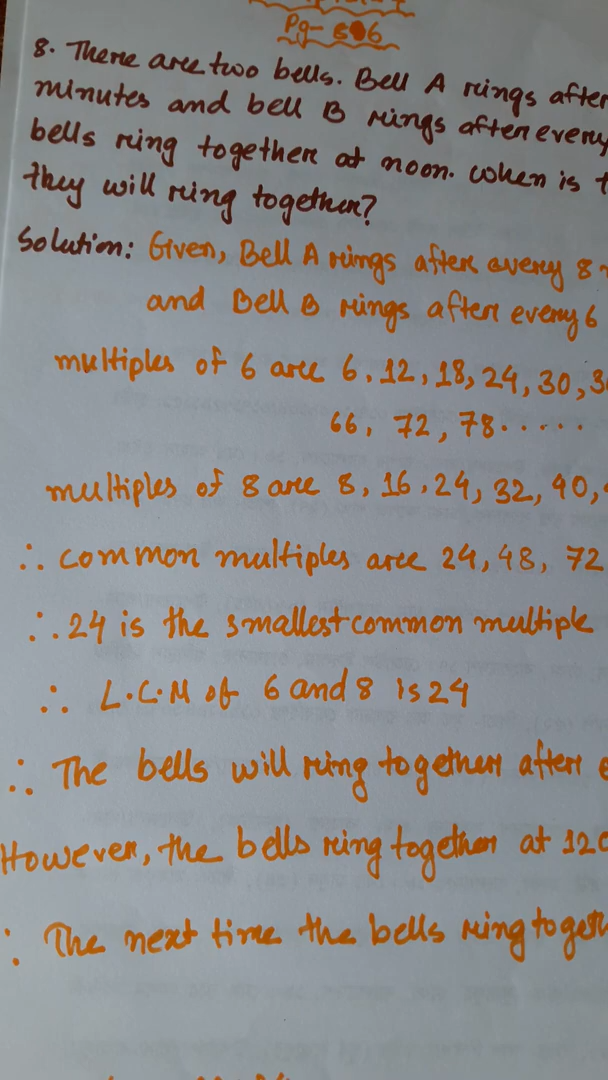 Pg-
8. There are two bells. Bell A rings after
minutes and bell B rings after every
bells ring together at noon. when is
they will ring together?
Solution: Given, Bell A rings after every 8
and Bell B rings after every 6
multiples of 6 are 6, 12, 18, 24, 30,
66, 72, 78.....
multiples of 8 are 8, 16, 24, 32, 40,
∴ common multiples are 24, 48, 72
∴ 24 is the smallest common multiple
∴ L.C.M of 6 and 8 is 24
∴ The bells will ring together after
However, the bells ring together at 12
∴ The next time the bells ring